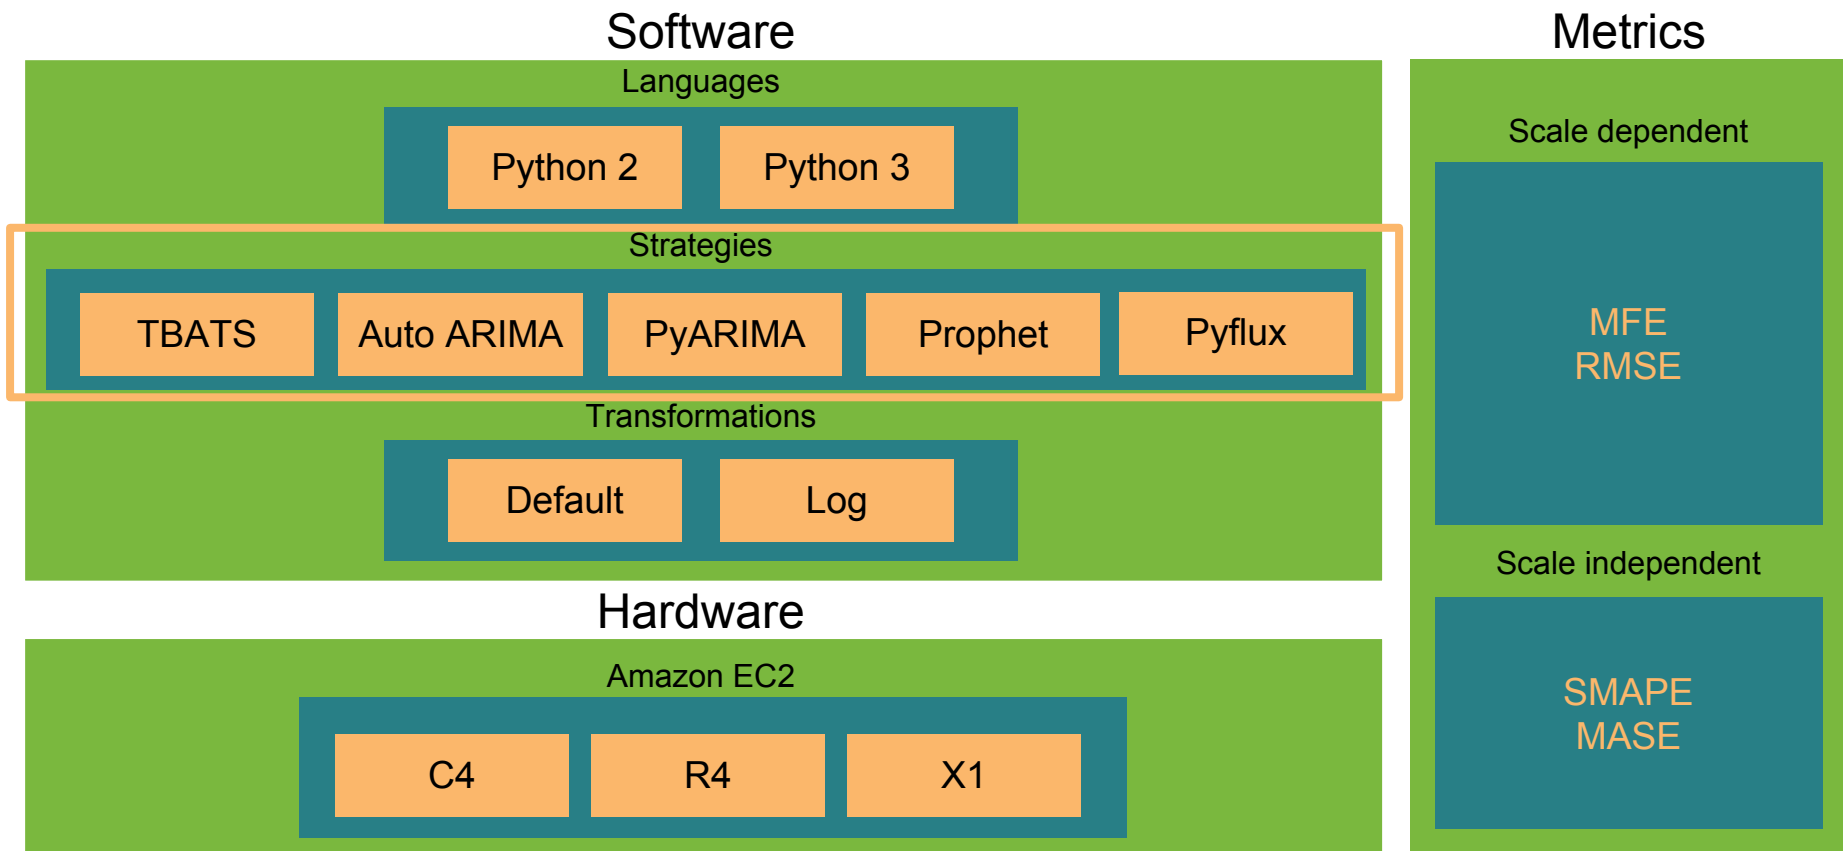 Software
Languages
Python 2
Python 3
Strategies
TBATS
Auto ARIMA
PyARIMA
Prophet
Pyflux
Transformations
Default
Log
Hardware
Amazon EC2
C4
R4
X1
Metrics
Scale dependent
MFE
RMSE
Scale independent
SMAPE
MASE